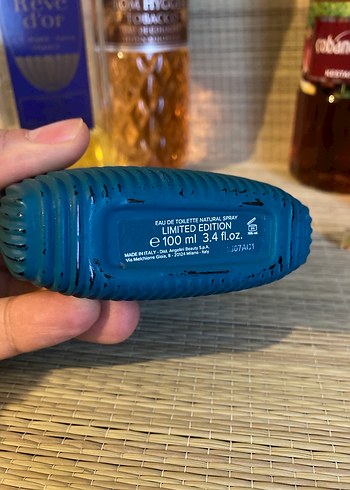 Rêve
d'or
TOBACCO
cabana
EAU DE TOILETTE NATURAL SPRAY
LIMITED EDITION
℮ 100 ml 3.4 fl.oz.
MADE IN ITALY - Dist. Angelini Beauty S.p.A.
Via Melchiorre Gioia, 8 - 20124 Milano - Italy